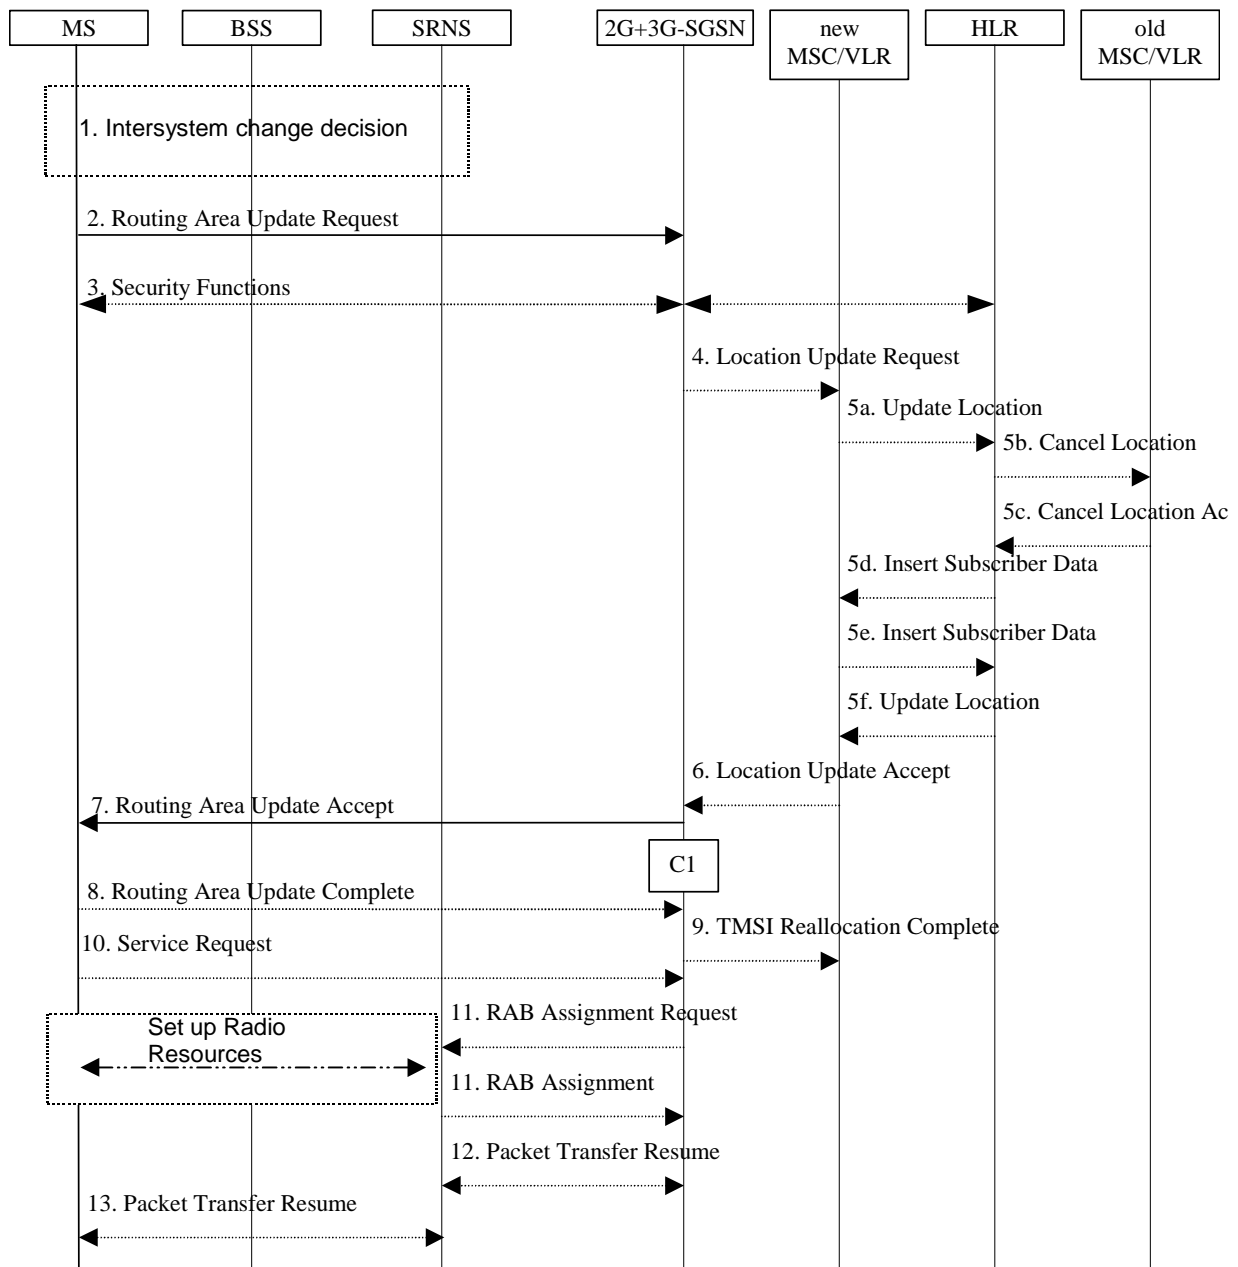 MS
BSS
SRNS
2G+3G-SGSN
new
MSC/VLR
HLR
old
MSC/VLR
1. Intersystem change decision
2. Routing Area Update Request
3. Security Functions
4. Location Update Request
5a. Update Location
5b. Cancel Location
5c. Cancel Location Ac
5d. Insert Subscriber Data
5e. Insert Subscriber Data
5f. Update Location
6. Location Update Accept
7. Routing Area Update Accept
C1
8. Routing Area Update Complete
9. TMSI Reallocation Complete
10. Service Request
11. RAB Assignment Request
Set up Radio
Resources
11. RAB Assignment
12. Packet Transfer Resume
13. Packet Transfer Resume